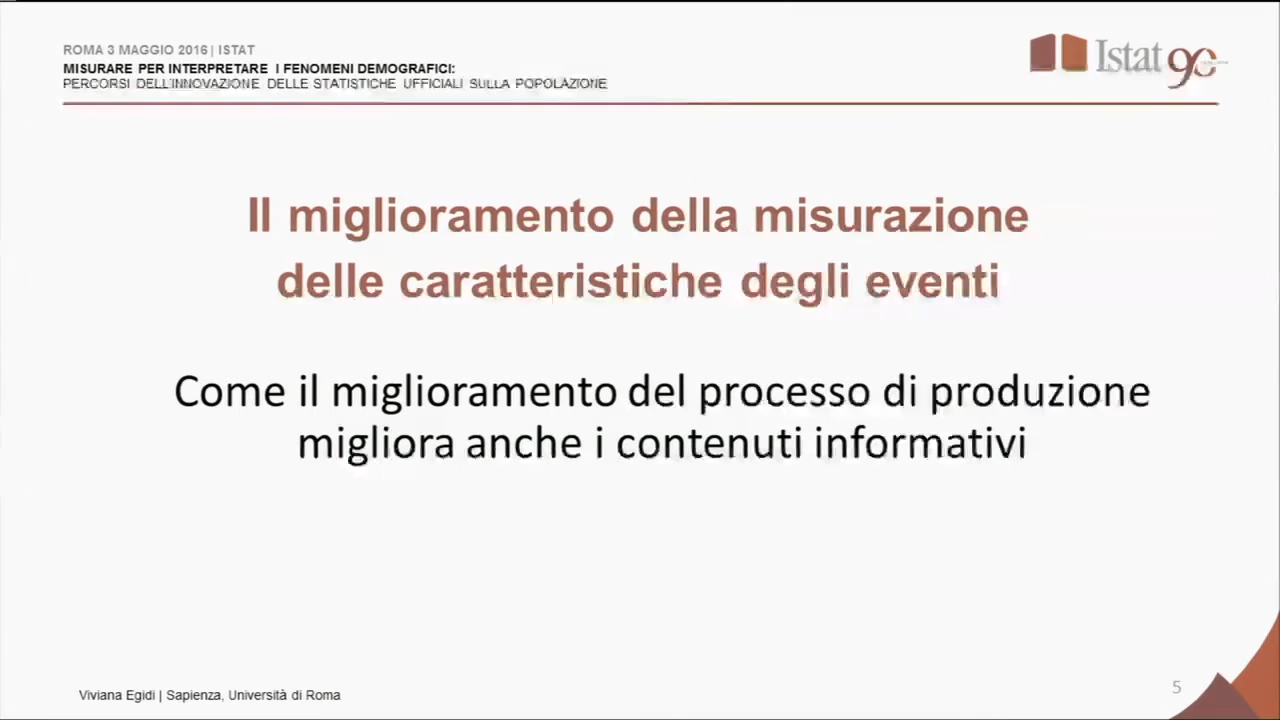 ROMA 3 MAGGIO 2016 | ISTAT
MISURARE PER INTERPRETARE I FENOMENI DEMOGRAFICI:
PERCORSI DELL'INNOVAZIONE DELLE STATISTICHE UFFICIALI SULLA POPOLAZIONE
Istat 90
Il miglioramento della misurazione
delle caratteristiche degli eventi
Come il miglioramento del processo di produzione
migliora anche i contenuti informativi
Viviana Egidi | Sapienza, Università di Roma
5